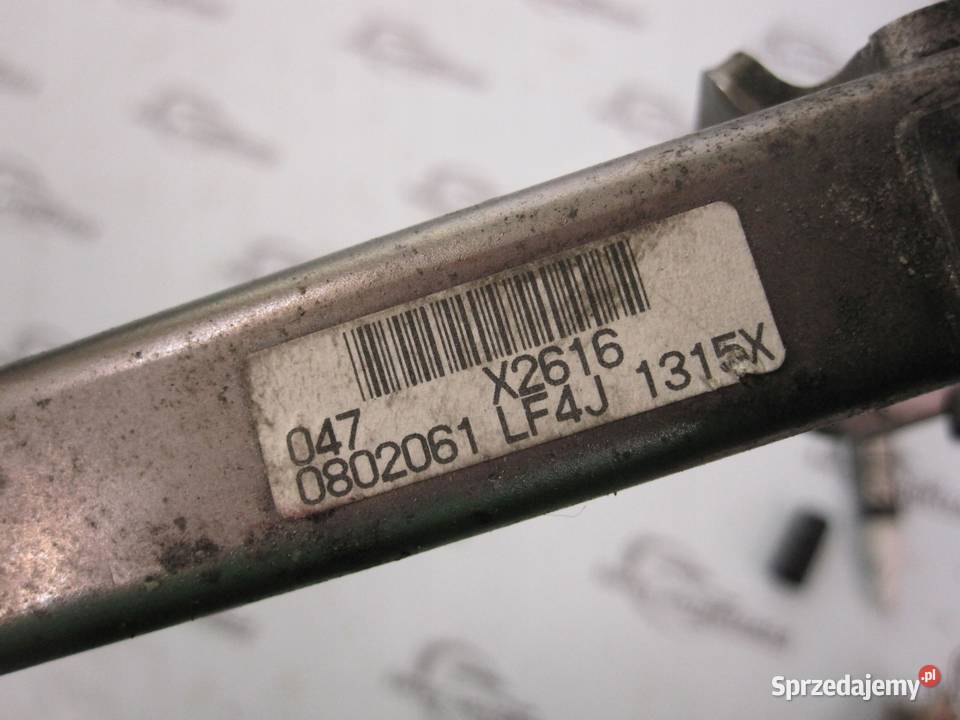 047 X2616
0802061 LF4J 1315X
Sprzedajemy.pl